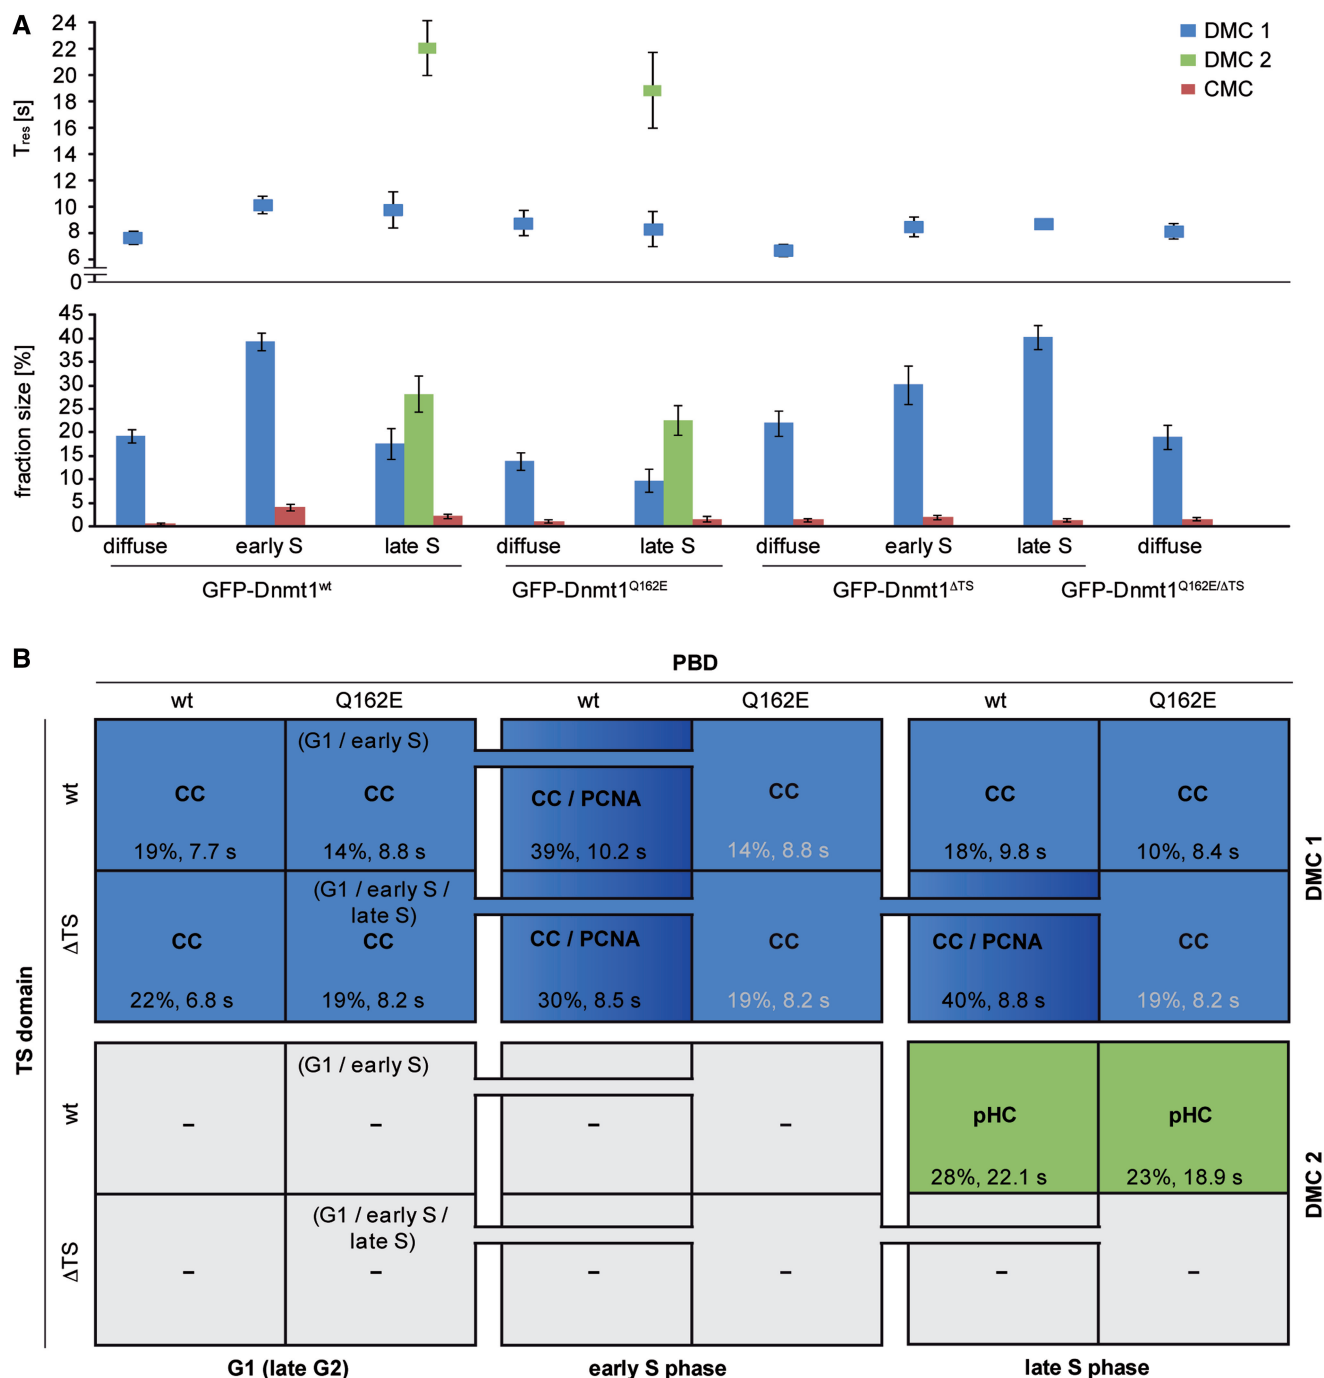 A
24
22
20
18
16
14
12
10
8
6
0
Tres [s]
DMC 1
DMC 2
CMC
45
40
35
30
25
20
15
10
5
0
fraction size [%]
diffuse early S late S diffuse late S diffuse early S late S diffuse
GFP-Dnmt1wt GFP-Dnmt1Q162E GFP-Dnmt1ΔTS GFP-Dnmt1Q162E/ΔTS
B
PBD
wt Q162E wt Q162E wt Q162E
TS domain
wt
(G1 / early S)
CC CC CC / PCNA CC CC CC
19%, 7.7 s 14%, 8.8 s 39%, 10.2 s 14%, 8.8 s 18%, 9.8 s 10%, 8.4 s
DMC 1
ΔTS
(G1 / early S /
late S)
CC CC CC / PCNA CC CC / PCNA CC
22%, 6.8 s 19%, 8.2 s 30%, 8.5 s 19%, 8.2 s 40%, 8.8 s 19%, 8.2 s
wt
(G1 / early S)
– – – – pHC pHC
28%, 22.1 s 23%, 18.9 s
DMC 2
ΔTS
(G1 / early S /
late S)
– – – – – –
G1 (late G2) early S phase late S phase